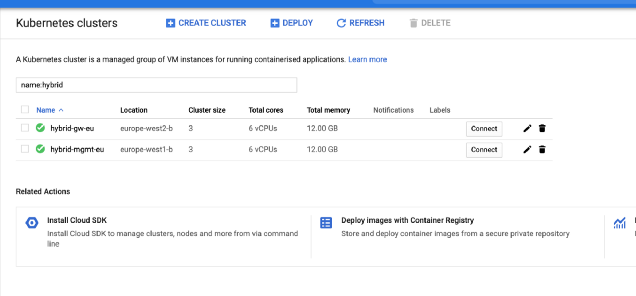 Kubernetes clusters CREATE CLUSTER DEPLOY REFRESH DELETE
A Kubernetes cluster is a managed group of VM instances for running containerised applications. Learn more
name:hybrid
Name Location Cluster size Total cores Total memory Notifications Labels
hybrid-gw-eu europe-west2-b 3 6 vCPUs 12.00 GB Connect
hybrid-mgmt-eu europe-west1-b 3 6 vCPUs 12.00 GB Connect
Related Actions
Install Cloud SDK
Install Cloud SDK to manage clusters, nodes and more from via command
line
Deploy images with Container Registry
Store and deploy container images from a secure private repository